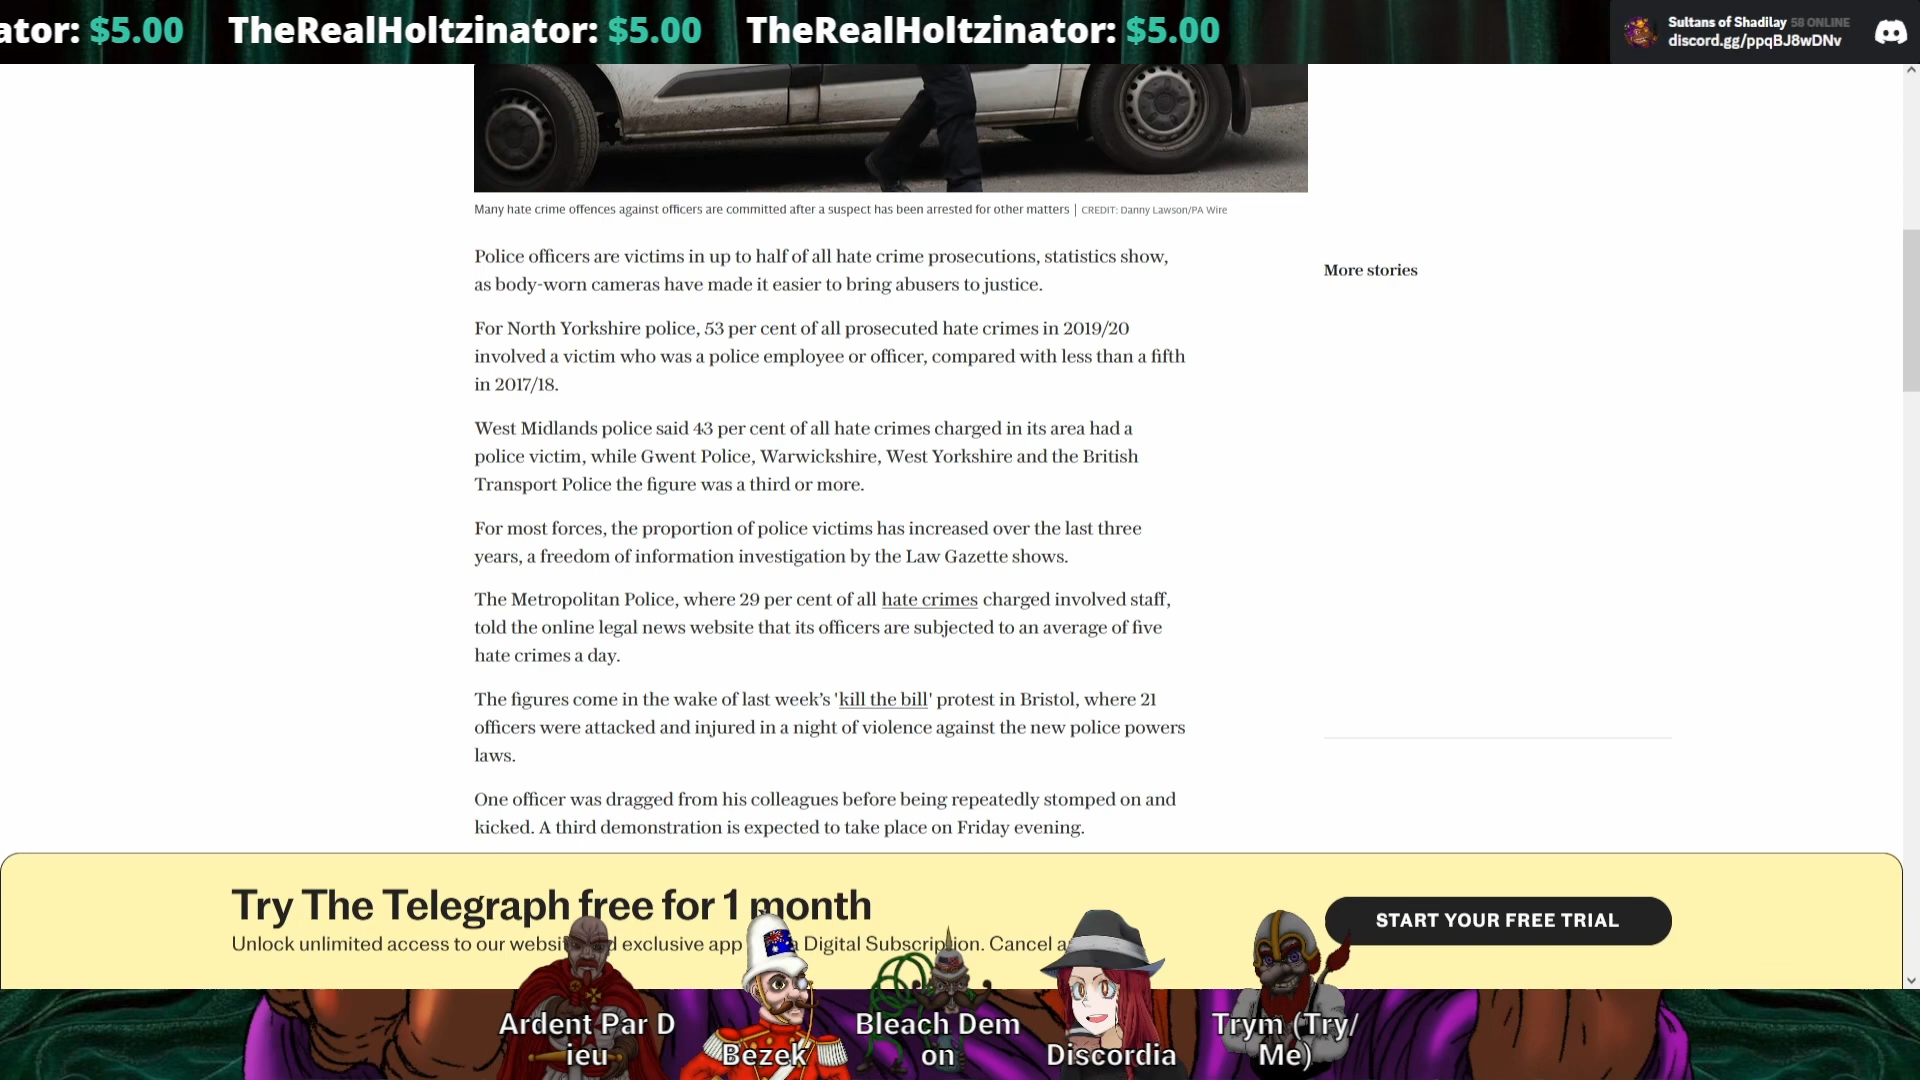 ator: $5.00 TheRealHoltzinator: $5.00 TheRealHoltzinator: $5.00
Sultans of Shadilay 58 ONLINE
discord.gg/ppqBJ8wDNv
Many hate crime offences against officers are committed after a suspect has been arrested for other matters | CREDIT: Danny Lawson/PA Wire
Police officers are victims in up to half of all hate crime prosecutions, statistics show,
as body-worn cameras have made it easier to bring abusers to justice.
More stories
For North Yorkshire police, 53 per cent of all prosecuted hate crimes in 2019/20
involved a victim who was a police employee or officer, compared with less than a fifth
in 2017/18.
West Midlands police said 43 per cent of all hate crimes charged in its area had a
police victim, while Gwent Police, Warwickshire, West Yorkshire and the British
Transport Police the figure was a third or more.
For most forces, the proportion of police victims has increased over the last three
years, a freedom of information investigation by the Law Gazette shows.
The Metropolitan Police, where 29 per cent of all hate crimes charged involved staff,
told the online legal news website that its officers are subjected to an average of five
hate crimes a day.
The figures come in the wake of last week's 'kill the bill' protest in Bristol, where 21
officers were attacked and injured in a night of violence against the new police powers
laws.
One officer was dragged from his colleagues before being repeatedly stomped on and
kicked. A third demonstration is expected to take place on Friday evening.
Try The Telegraph free for 1 month
Unlock unlimited access to our websi d exclusive app a Digital Subscription. Cancel a
START YOUR FREE TRIAL
Ardent Par D
ieu
Bezek
Bleach Dem
on
Discordia
Trym (Try/
Me)